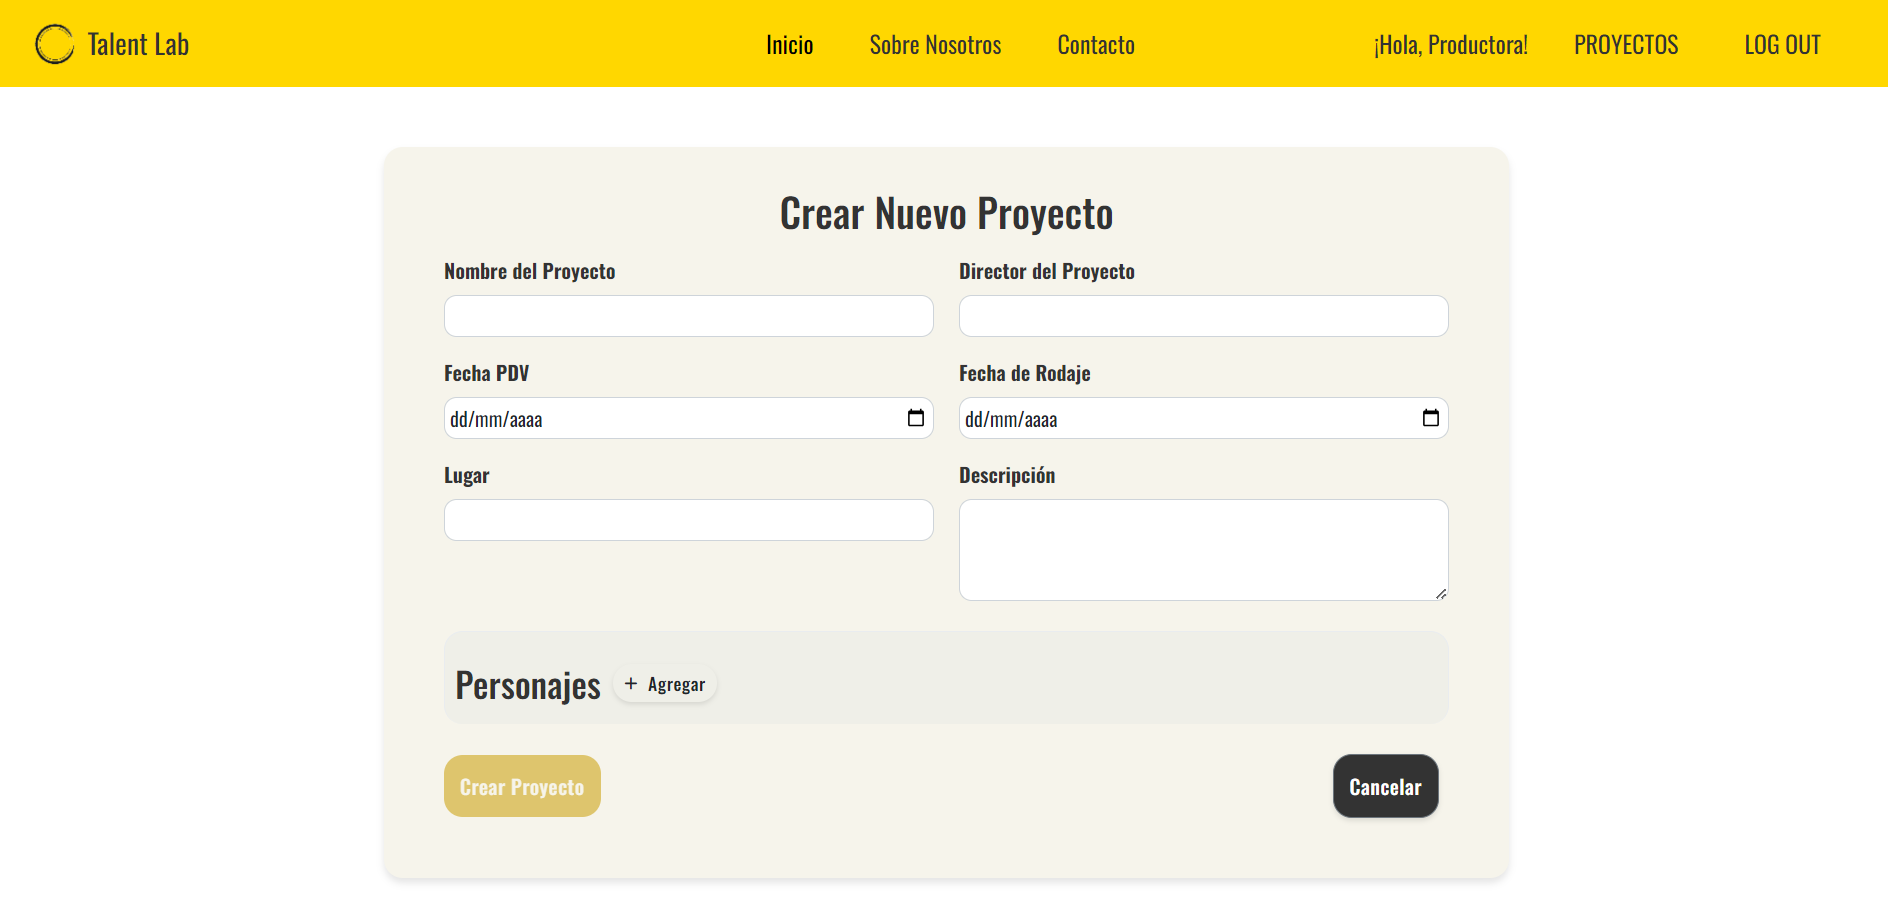 Talent Lab
Inicio
Sobre Nosotros
Contacto
¡Hola, Productora!
PROYECTOS
LOG OUT
Crear Nuevo Proyecto
Nombre del Proyecto
Director del Proyecto
Fecha PDV
Fecha de Rodaje
dd/mm/aaaa
dd/mm/aaaa
Lugar
Descripción
Personajes
+ Agregar
Crear Proyecto
Cancelar